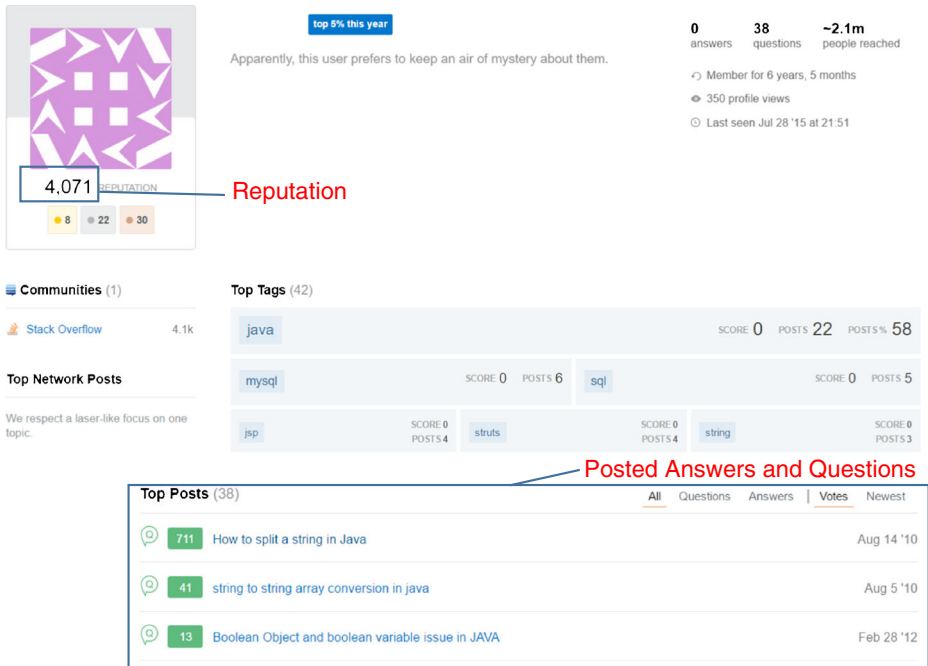 top 5% this year
Apparently, this user prefers to keep an air of mystery about them.
0 38 ~2.1m
answers questions people reached
Member for 6 years, 5 months
350 profile views
Last seen Jul 28 '15 at 21:51
4,071 REPUTATION
Reputation
8 22 30
Communities (1)
Stack Overflow 4.1k
Top Network Posts
We respect a laser-like focus on one
topic.
Top Tags (42)
java SCORE 0 POSTS 22 POSTS % 58
mysql SCORE 0 POSTS 6 sql SCORE 0 POSTS 5
jsp SCORE 0 POSTS 4 struts SCORE 0 POSTS 4 string SCORE 0 POSTS 3
Posted Answers and Questions
Top Posts (38) All Questions Answers | Votes Newest
Q 711 How to split a string in Java Aug 14 '10
Q 41 string to string array conversion in java Aug 5 '10
Q 13 Boolean Object and boolean variable issue in JAVA Feb 28 '12